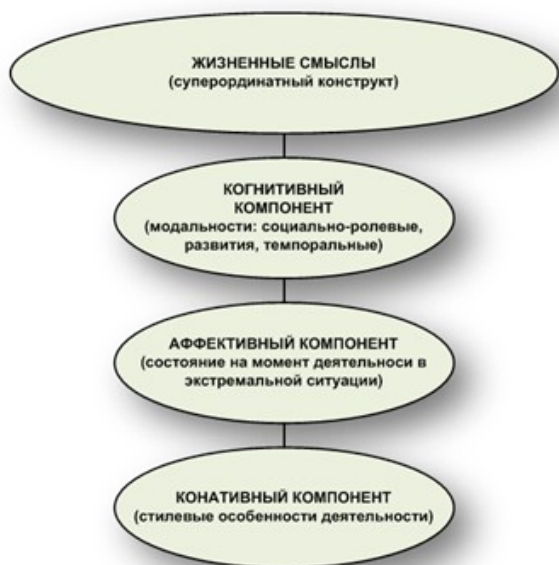 ЖИЗНЕННЫЕ СМЫСЛЫ
(суперординатный конструкт)
КОГНИТИВНЫЙ
КОМПОНЕНТ
(модальности: социально-ролевые,
развития, темпоральные)
АФФЕКТИВНЫЙ КОМПОНЕНТ
(состояние на момент деятельноси в
экстремальной ситуации)
КОНАТИВНЫЙ КОМПОНЕНТ
(стилевые особенности деятельности)